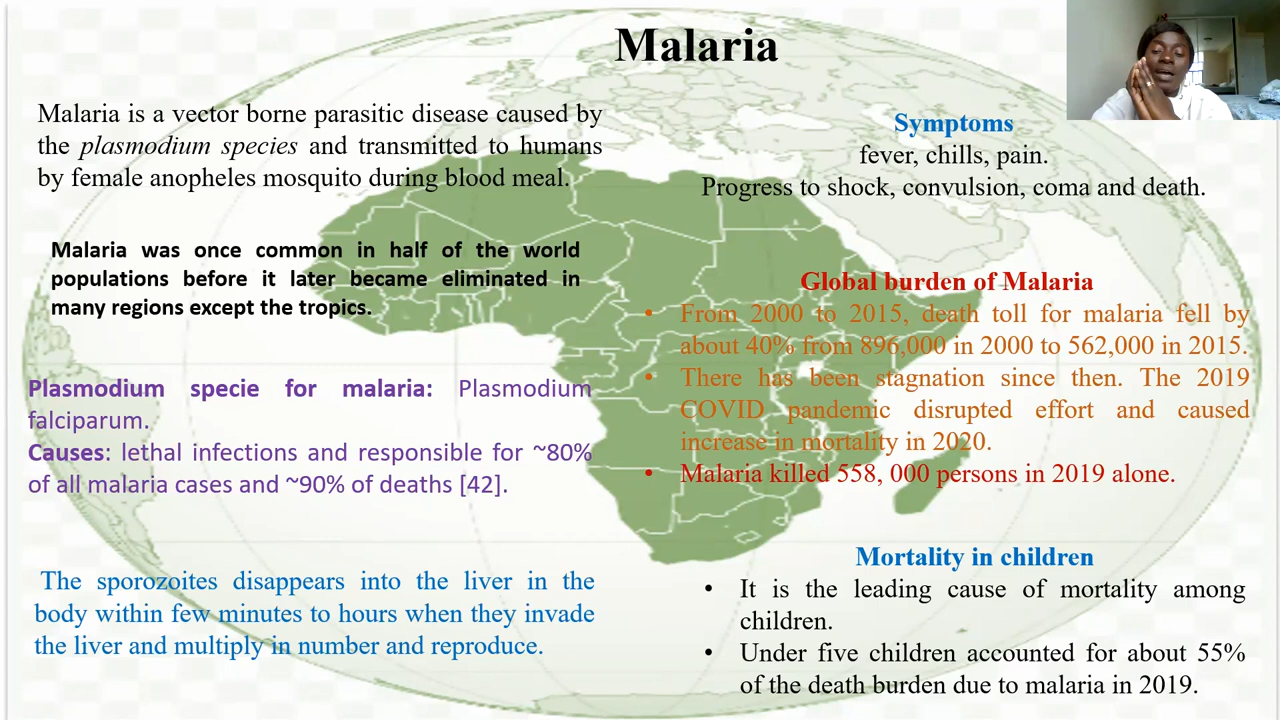 Malaria
Malaria is a vector borne parasitic disease caused by
the plasmodium species and transmitted to humans
by female anopheles mosquito during blood meal.
Malaria was once common in half of the world
populations before it later became eliminated in
many regions except the tropics.
Plasmodium specie for malaria: Plasmodium
falciparum.
Causes: lethal infections and responsible for ~80%
of all malaria cases and ~90% of deaths [42].
The sporozoites disappears into the liver in the
body within few minutes to hours when they invade
the liver and multiply in number and reproduce.
Symptoms
fever, chills, pain.
Progress to shock, convulsion, coma and death.
Global burden of Malaria
• From 2000 to 2015, death toll for malaria fell by
about 40% from 896,000 in 2000 to 562,000 in 2015.
• There has been stagnation since then. The 2019
COVID pandemic disrupted effort and caused
increase in mortality in 2020.
• Malaria killed 558, 000 persons in 2019 alone.
Mortality in children
• It is the leading cause of mortality among
children.
• Under five children accounted for about 55%
of the death burden due to malaria in 2019.